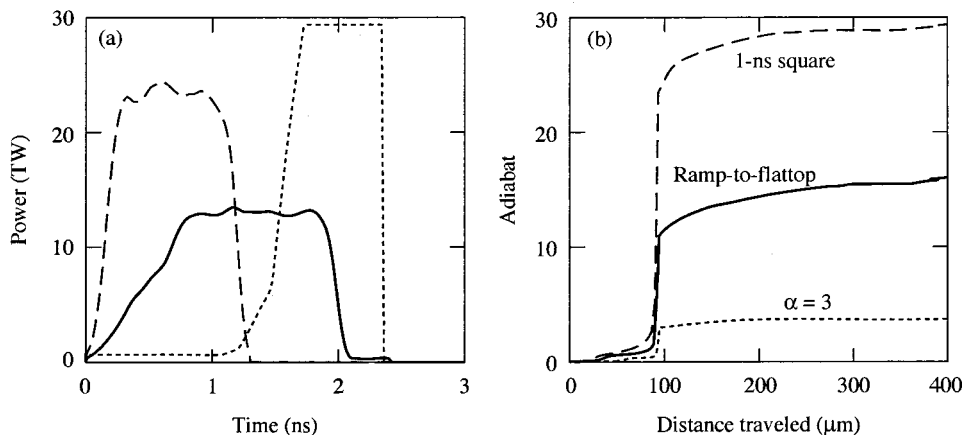 (a)
30
20
10
0
Power (TW)
0
1
2
3
Time (ns)
(b)
30
20
10
0
Adiabat
1-ns square
Ramp-to-flattop
α = 3
0
100
200
300
400
Distance traveled (μm)